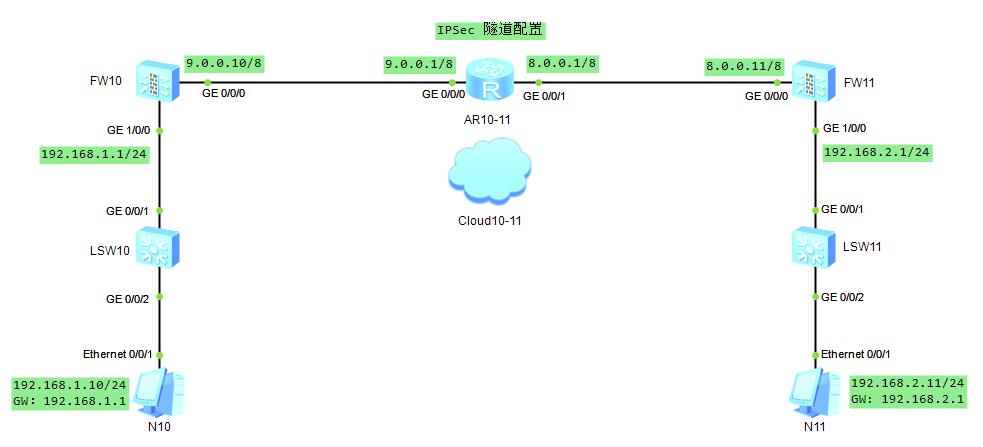 IPSec 隧道配置
9.0.0.10/8
9.0.0.1/8
8.0.0.1/8
8.0.0.11/8
FW10
FW11
GE 0/0/0
GE 0/0/0
GE 0/0/1
GE 0/0/0
R
AR10-11
GE 1/0/0
GE 1/0/0
192.168.1.1/24
192.168.2.1/24
Cloud10-11
GE 0/0/1
GE 0/0/1
LSW10
LSW11
GE 0/0/2
GE 0/0/2
Ethernet 0/0/1
Ethernet 0/0/1
192.168.1.10/24
GW: 192.168.1.1
192.168.2.11/24
GW: 192.168.2.1
N10
N11